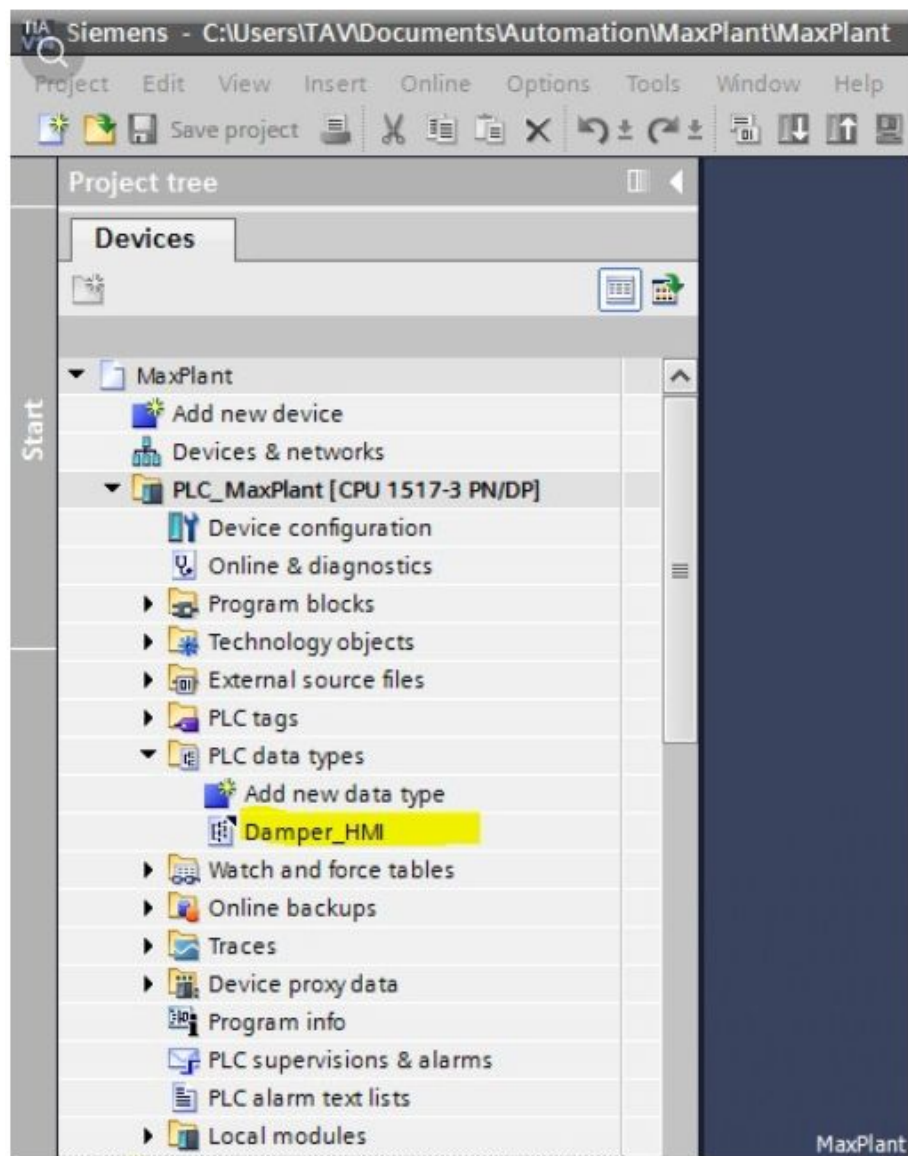 Siemens - C:\Users\TAV\Documents\Automation\MaxPlant\MaxPlant
Project Edit View Insert Online Options Tools Window Help
Save project
Project tree
Devices
Start
MaxPlant
Add new device
Devices & networks
PLC_MaxPlant [CPU 1517-3 PN/DP]
Device configuration
Online & diagnostics
Program blocks
Technology objects
External source files
PLC tags
PLC data types
Add new data type
Damper_HMI
Watch and force tables
Online backups
Traces
Device proxy data
Program info
PLC supervisions & alarms
PLC alarm text lists
Local modules
MaxPlant